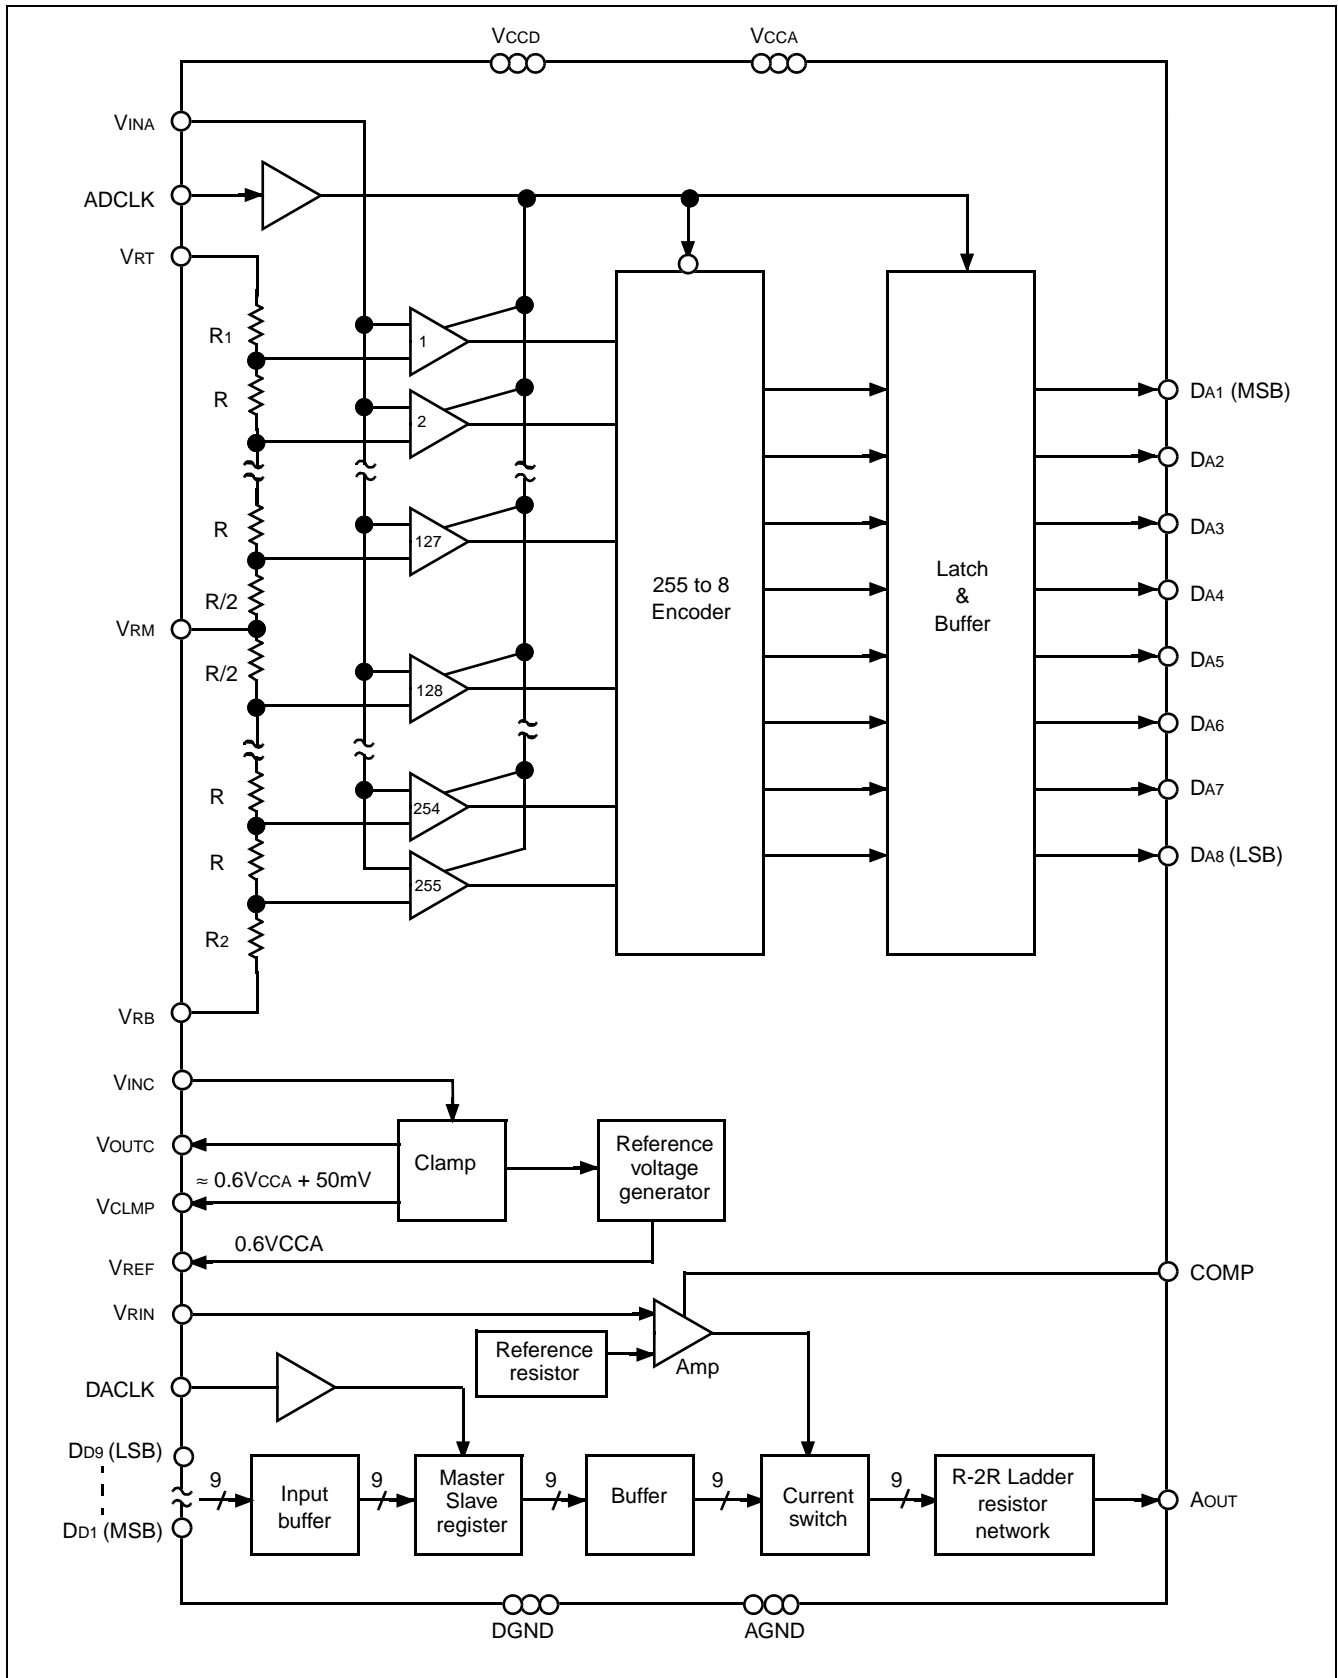 VCCD
VCCA
VINA
ADCLK
VRT
R1
1
R
2
DA1 (MSB)
DA2
R
127
DA3
R/2
255 to 8
Encoder
Latch
&
Buffer
DA4
VRM
R/2
128
DA5
DA6
R
254
DA7
R
255
DA8 (LSB)
R2
VRB
VINC
VOUTC
Clamp
Reference
voltage
generator
≈ 0.6VCCA + 50mV
VCLMP
0.6VCCA
VREF
COMP
VRIN
Reference
resistor
Amp
DACLK
DD9 (LSB)
DD1 (MSB)
9
Input
buffer
9
Master
Slave
register
9
Buffer
9
Current
switch
9
R-2R Ladder
resistor
network
AOUT
DGND
AGND